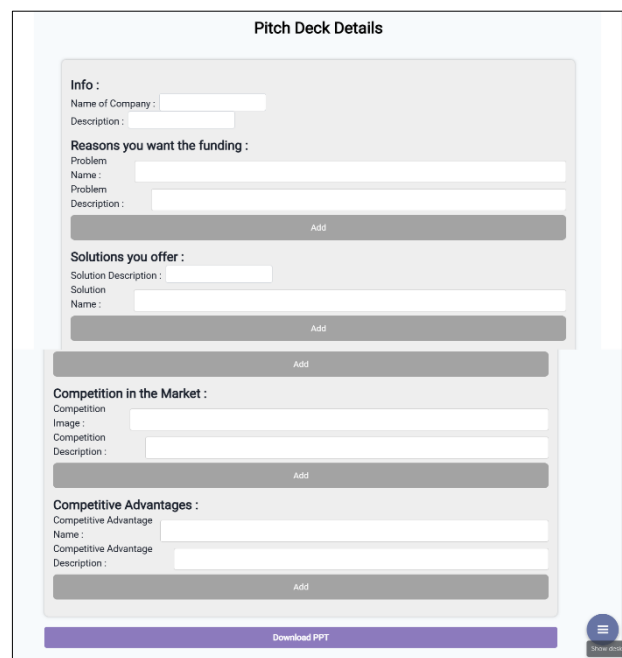 Pitch Deck Details
Info :
Name of Company :
Description :
Reasons you want the funding :
Problem
Name :
Problem
Description :
Add
Solutions you offer :
Solution Description :
Solution
Name :
Add
Add
Competition in the Market :
Competition
Image :
Competition
Description :
Add
Competitive Advantages :
Competitive Advantage
Name :
Competitive Advantage
Description :
Add
Download PPT
Show desk